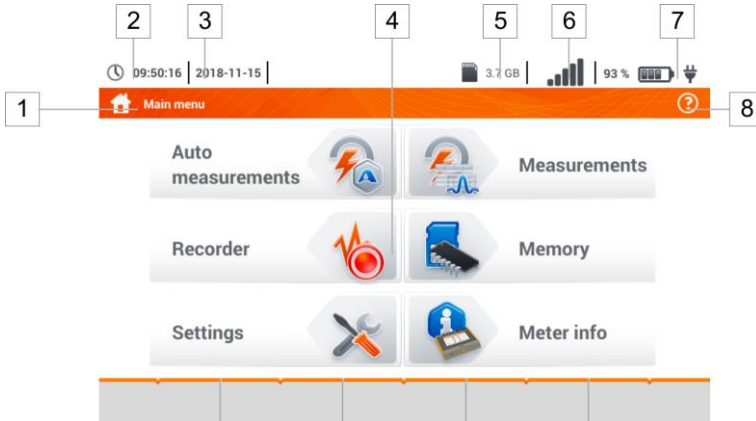 2 3 4 5 6 7
09:50:16 2018-11-15 3.7 GB 93 %
1 Main menu ? 8
Auto measurements
Measurements
Recorder
Memory
Settings
Meter info